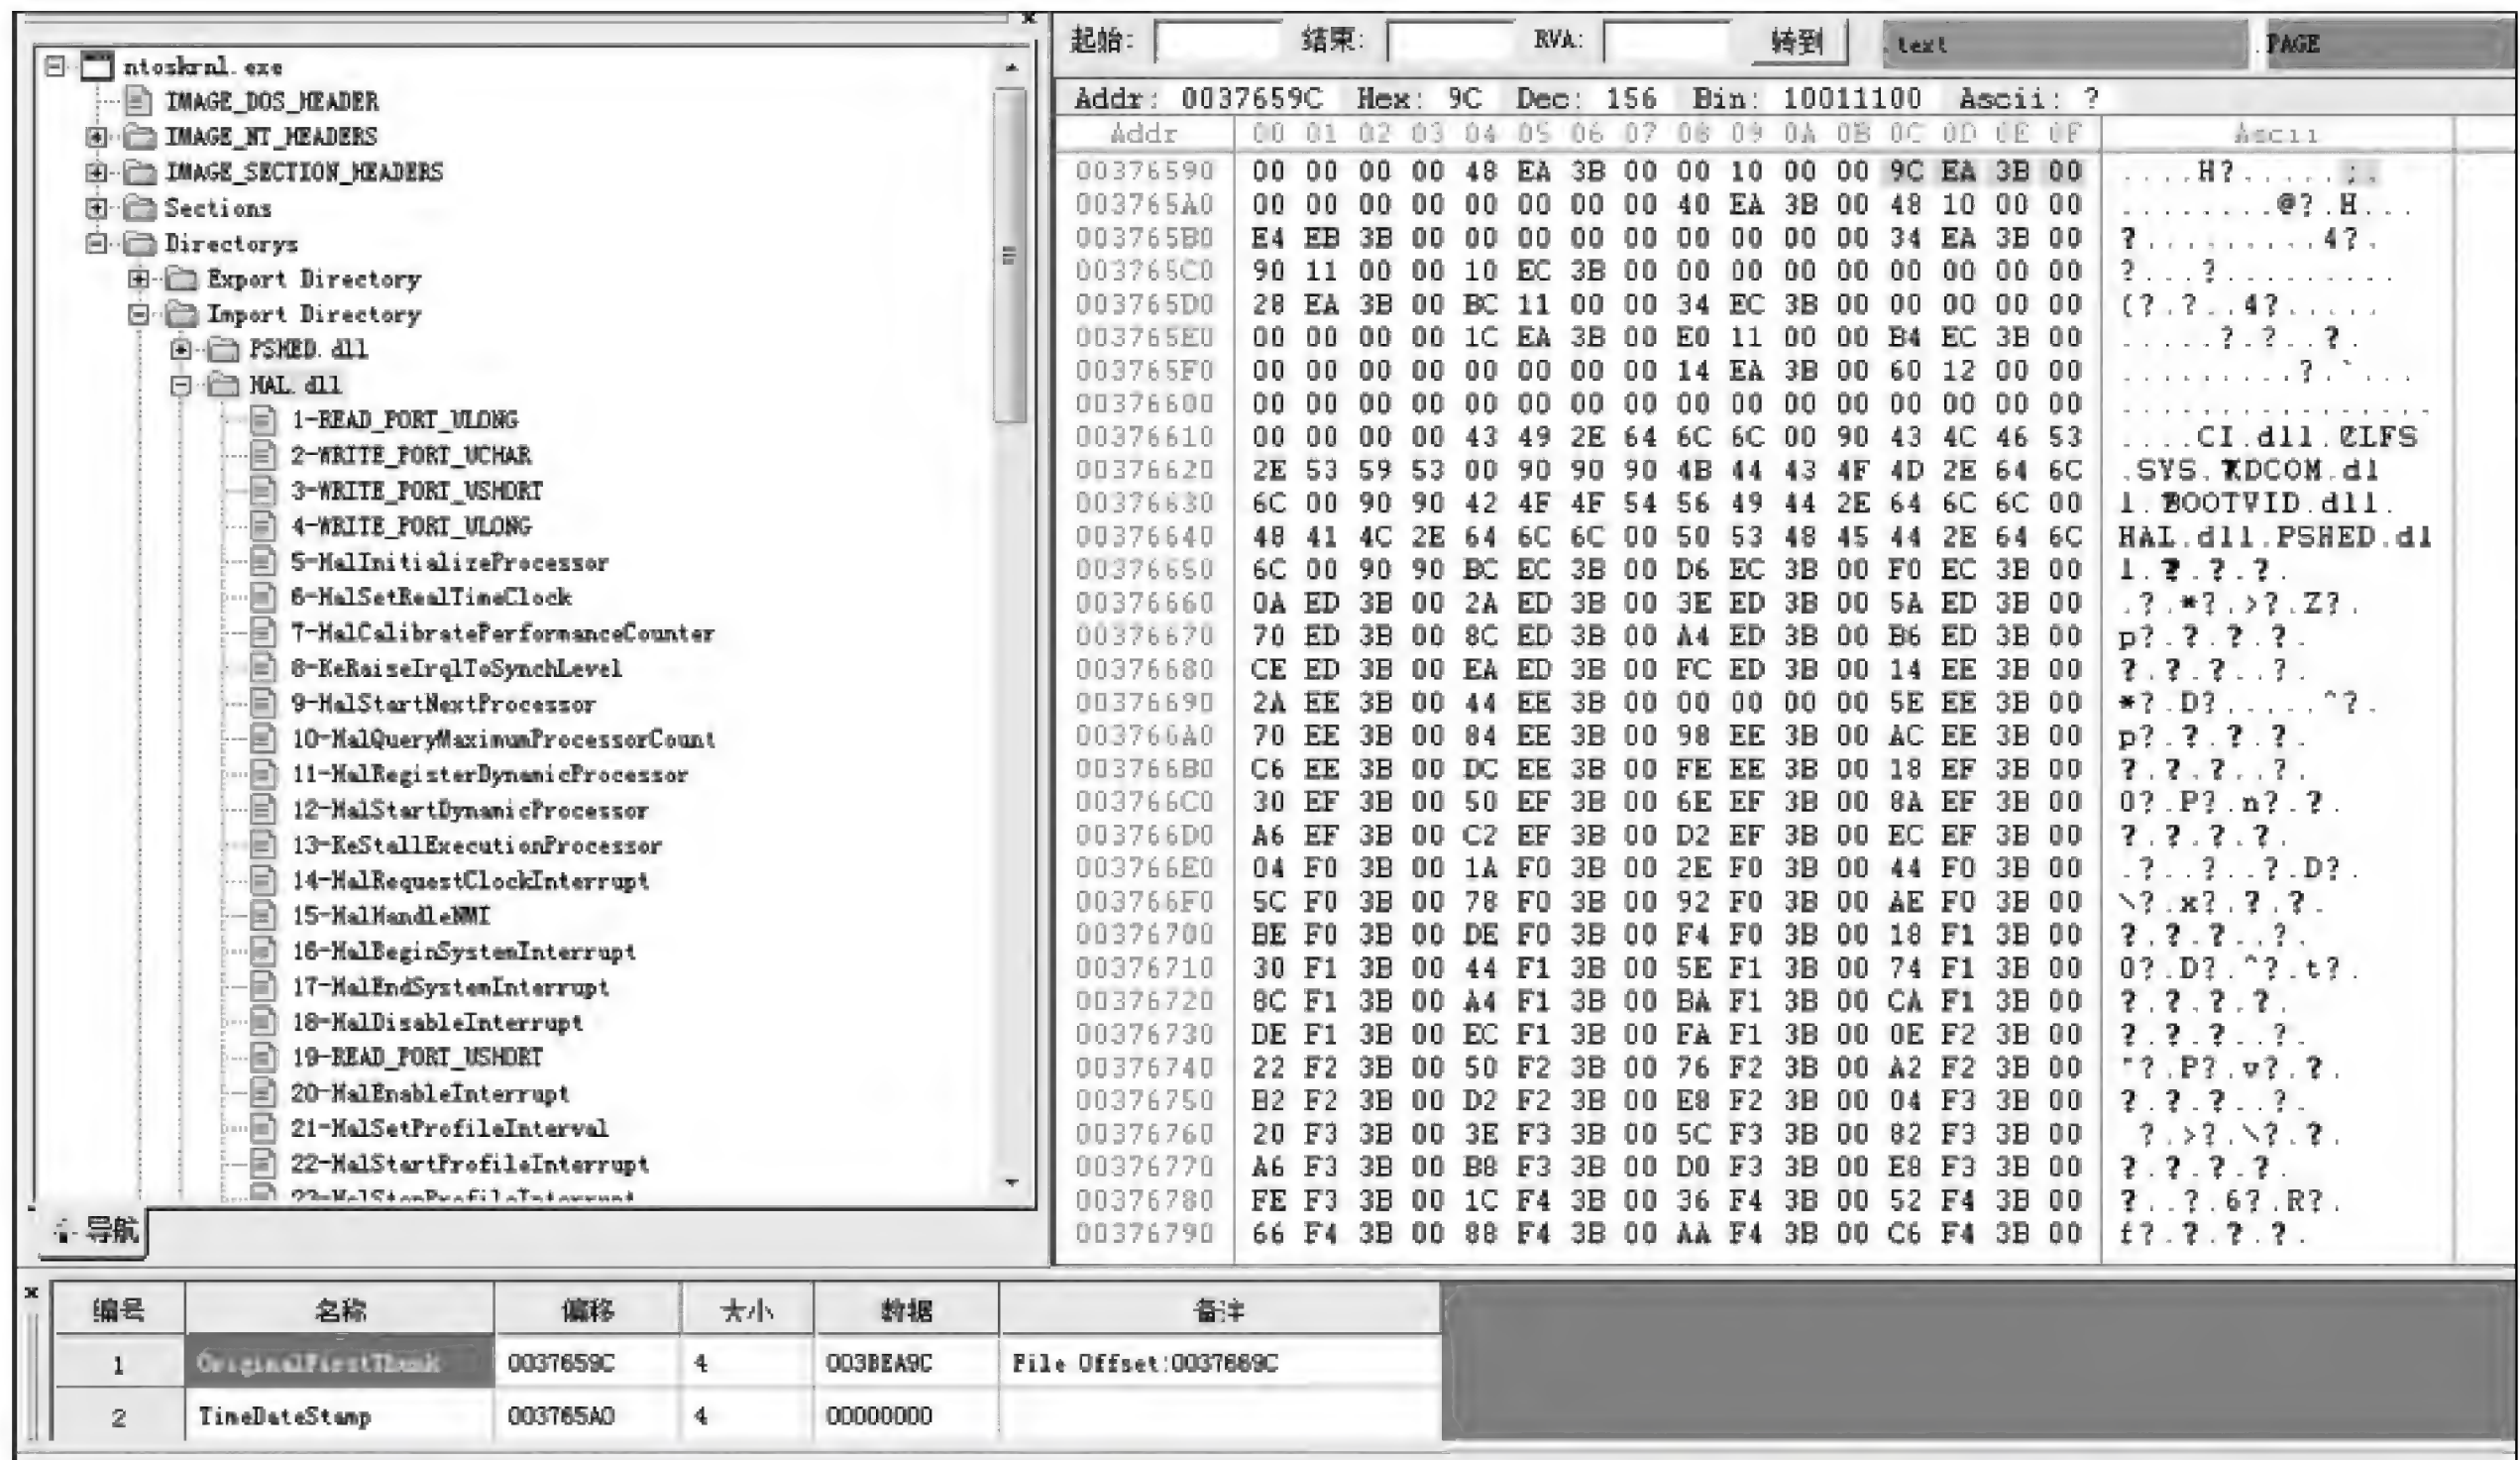 ntoskrnl.exe
IMAGE_DOS_HEADER
IMAGE_NT_HEADERS
IMAGE_SECTION_HEADERS
Sections
Directorys
Export Directory
Import Directory
PSHED.dll
HAL.dll
1-READ_PORT_ULONG
2-WRITE_PORT_UCHAR
3-WRITE_PORT_USHORT
4-WRITE_PORT_ULONG
5-HalInitializeProcessor
6-HalSetRealTimeClock
7-HalCalibratePerformanceCounter
8-KeRaiseIrqlToSynchLevel
9-HalStartNextProcessor
10-HalQueryMaximumProcessorCount
11-HalRegisterDynamicProcessor
12-HalStartDynamicProcessor
13-KeStallExecutionProcessor
14-HalRequestClockInterrupt
15-HalHandleNMI
16-HalBeginSystemInterrupt
17-HalEndSystemInterrupt
18-HalDisableInterrupt
19-READ_PORT_USHORT
20-HalEnableInterrupt
21-HalSetProfileInterval
22-HalStartProfileInterrupt
23-HalStopProfileInterrupt
导航
起始: 结束: RVA: 转到 .text .PAGE
Addr: 0037659C Hex: 9C Dec: 156 Bin: 10011100 Ascii: ?
Addr 00 01 02 03 04 05 06 07 08 09 0A 0B 0C 0D 0E 0F Ascii
00376590 00 00 00 00 48 EA 3B 00 00 10 00 00 9C EA 3B 00 ....H?.....;.
003765A0 00 00 00 00 00 00 00 00 40 EA 3B 00 48 10 00 00 ........@?.H...
003765B0 E4 EB 3B 00 00 00 00 00 00 00 00 00 34 EA 3B 00 ?.........4?.
003765C0 90 11 00 00 10 EC 3B 00 00 00 00 00 00 00 00 00 ?...?..........
003765D0 28 EA 3B 00 BC 11 00 00 34 EC 3B 00 00 00 00 00 (?.?..4?.....
003765E0 00 00 00 00 1C EA 3B 00 E0 11 00 00 B4 EC 3B 00 .....?.?..?.
003765F0 00 00 00 00 00 00 00 00 14 EA 3B 00 60 12 00 00 .........?.`...
00376600 00 00 00 00 00 00 00 00 00 00 00 00 00 00 00 00 ................
00376610 00 00 00 00 43 49 2E 64 6C 6C 00 90 43 4C 46 53 ....CI.dll.CLFS
00376620 2E 53 59 53 00 90 90 90 4B 44 43 4F 4D 2E 64 6C .SYS.KDCOM.dl
00376630 6C 00 90 90 42 4F 4F 54 56 49 44 2E 64 6C 6C 00 l.BOOTVID.dll.
00376640 48 41 4C 2E 64 6C 6C 00 50 53 48 45 44 2E 64 6C HAL.dll.PSHED.dl
00376650 6C 00 90 90 BC EC 3B 00 D6 EC 3B 00 F0 EC 3B 00 l.?.?.?.
00376660 0A ED 3B 00 2A ED 3B 00 3E ED 3B 00 5A ED 3B 00 .?.*?.>?.Z?.
00376670 70 ED 3B 00 8C ED 3B 00 A4 ED 3B 00 B6 ED 3B 00 p?.?.?.?.
00376680 CE ED 3B 00 EA ED 3B 00 FC ED 3B 00 14 EE 3B 00 ?.?.?..?.
00376690 2A EE 3B 00 44 EE 3B 00 00 00 00 00 5E EE 3B 00 *?.D?.....^?.
003766A0 70 EE 3B 00 84 EE 3B 00 98 EE 3B 00 AC EE 3B 00 p?.?.?.?.
003766B0 C6 EE 3B 00 DC EE 3B 00 FE EE 3B 00 18 EF 3B 00 ?.?.?..?.
003766C0 30 EF 3B 00 50 EF 3B 00 6E EF 3B 00 8A EF 3B 00 0?.P?.n?.?.
003766D0 A6 EF 3B 00 C2 EF 3B 00 D2 EF 3B 00 EC EF 3B 00 ?.?.?.?.
003766E0 04 F0 3B 00 1A F0 3B 00 2E F0 3B 00 44 F0 3B 00 .?..?..?.D?.
003766F0 5C F0 3B 00 78 F0 3B 00 92 F0 3B 00 AE F0 3B 00 \?.x?.?.?.
00376700 BE F0 3B 00 DE F0 3B 00 F4 F0 3B 00 18 F1 3B 00 ?.?.?..?.
00376710 30 F1 3B 00 44 F1 3B 00 5E F1 3B 00 74 F1 3B 00 0?.D?.^?.t?.
00376720 8C F1 3B 00 A4 F1 3B 00 BA F1 3B 00 CA F1 3B 00 ?.?.?.?.
00376730 DE F1 3B 00 EC F1 3B 00 FA F1 3B 00 0E F2 3B 00 ?.?.?..?.
00376740 22 F2 3B 00 50 F2 3B 00 76 F2 3B 00 A2 F2 3B 00 "?.P?.v?.?.
00376750 B2 F2 3B 00 D2 F2 3B 00 E8 F2 3B 00 04 F3 3B 00 ?.?.?..?.
00376760 20 F3 3B 00 3E F3 3B 00 5C F3 3B 00 82 F3 3B 00 ?.>?.\?.?.
00376770 A6 F3 3B 00 B8 F3 3B 00 D0 F3 3B 00 E8 F3 3B 00 ?.?.?.?.
00376780 FE F3 3B 00 1C F4 3B 00 36 F4 3B 00 52 F4 3B 00 ?..?.6?.R?.
00376790 66 F4 3B 00 88 F4 3B 00 AA F4 3B 00 C6 F4 3B 00 f?.?.?.?.
编号 名称 偏移 大小 数据 备注
1 OriginalFirstThunk 0037659C 4 003BEA9C File Offset:0037669C
2 TimeDateStamp 003765A0 4 00000000